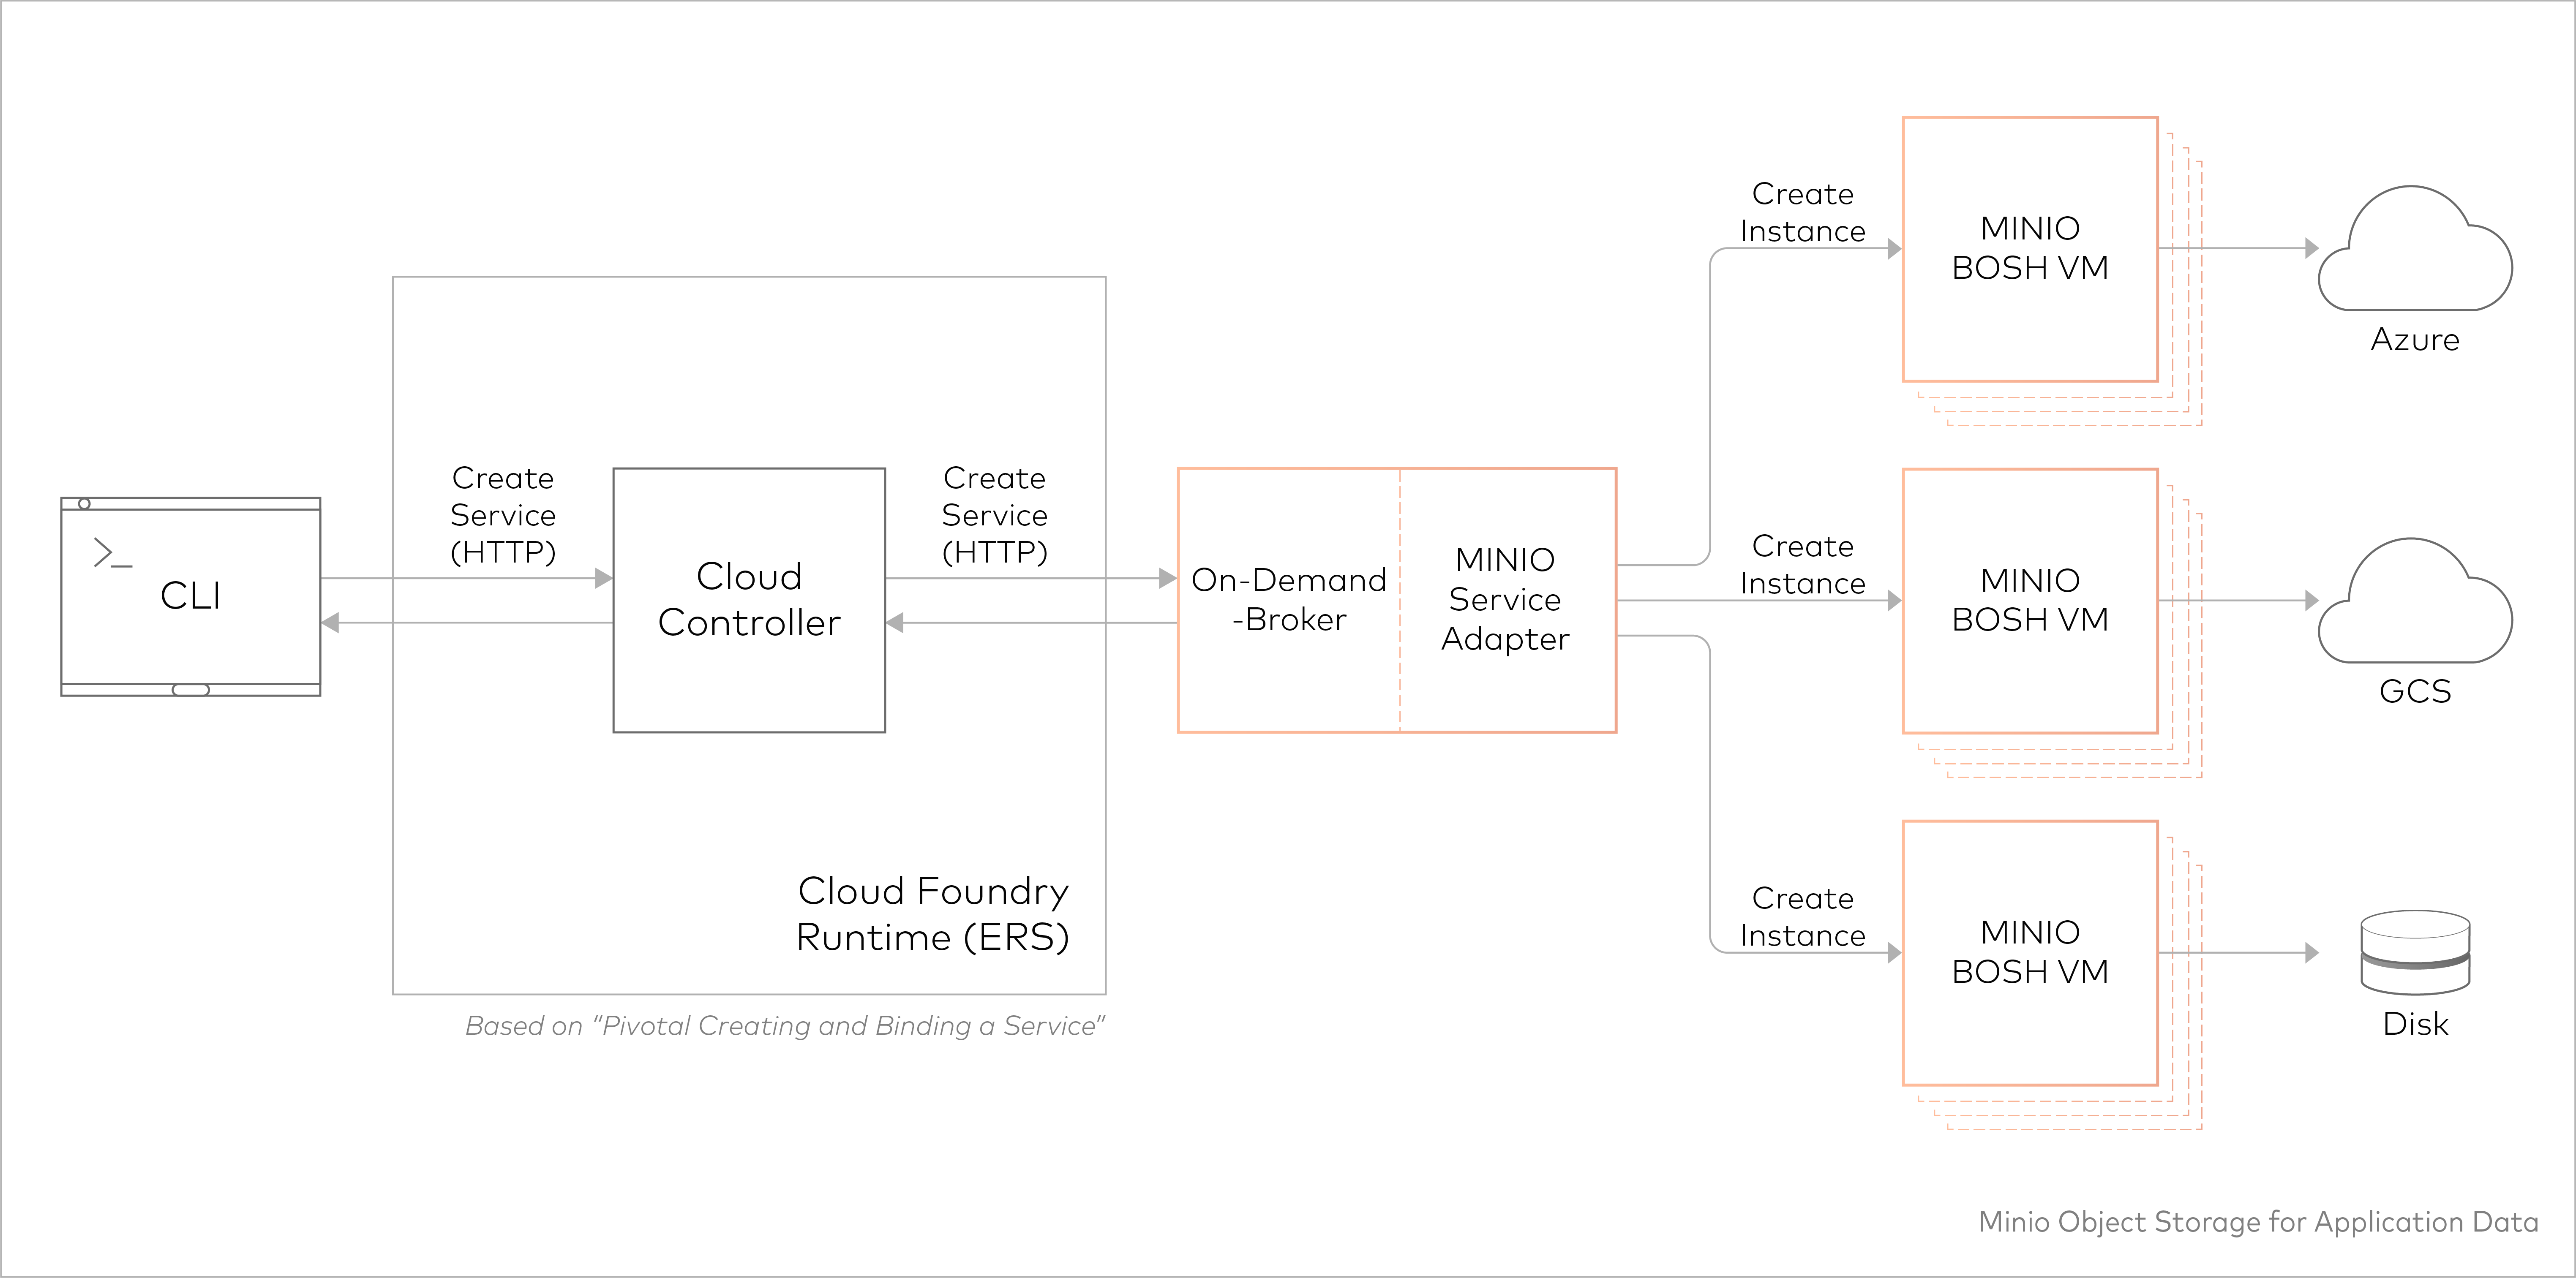 >_
CLI
Create
Service
(HTTP)
Cloud
Controller
Create
Service
(HTTP)
Cloud Foundry
Runtime (ERS)
Based on “Pivotal Creating and Binding a Service”
On-Demand
-Broker
MINIO
Service
Adapter
Create
Instance
MINIO
BOSH VM
Azure
Create
Instance
MINIO
BOSH VM
GCS
Create
Instance
MINIO
BOSH VM
Disk
Minio Object Storage for Application Data